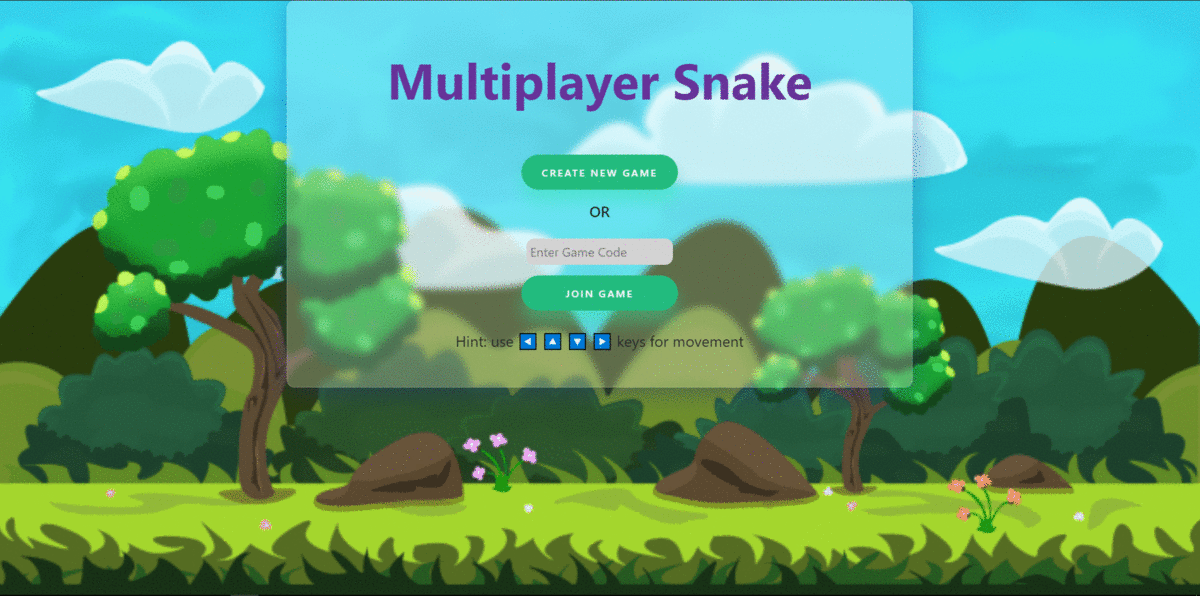 Multiplayer Snake
CREATE NEW GAME
OR
Enter Game Code
JOIN GAME
Hint: use ◀ ▲ ▼ ▶ keys for movement